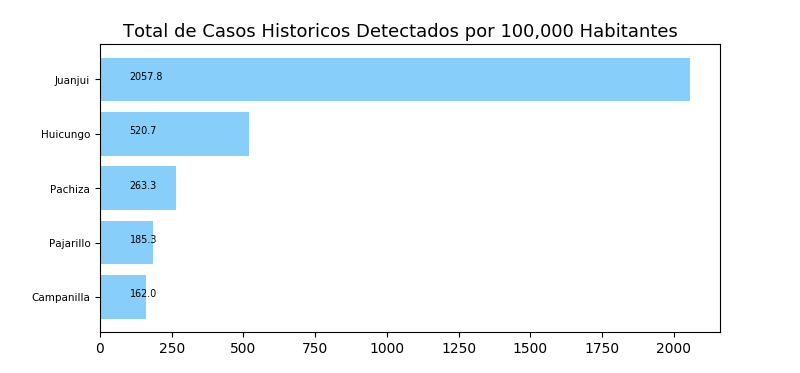 Total de Casos Historicos Detectados por 100,000 Habitantes
Juanjui 2057.8
Huicungo 520.7
Pachiza 263.3
Pajarillo 185.3
Campanilla 162.0
0 250 500 750 1000 1250 1500 1750 2000